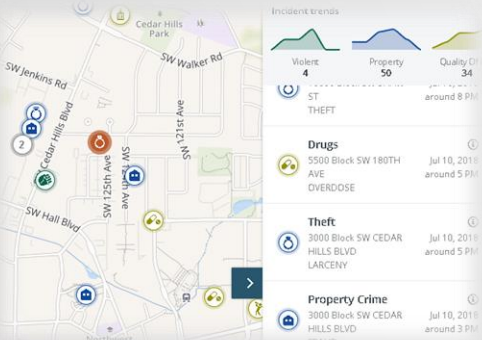 Cedar Hills
Park
SW Walker Rd
SW Jenkins Rd
SW Cedar Hills Blvd
SW 121st Ave
2
SW 125th Ave
SW Hall Blvd
Incident trends
Violent
4
Property
50
Quality Of
34
ST
THEFT
around 8 PM
Drugs
5500 Block SW 180TH
AVE
OVERDOSE
Jul 10, 2018
around 5 PM
Theft
3000 Block SW CEDAR
HILLS BLVD
LARCENY
Jul 10, 2018
around 5 PM
Property Crime
3000 Block SW CEDAR
HILLS BLVD
Jul 10, 2018
around 3 PM